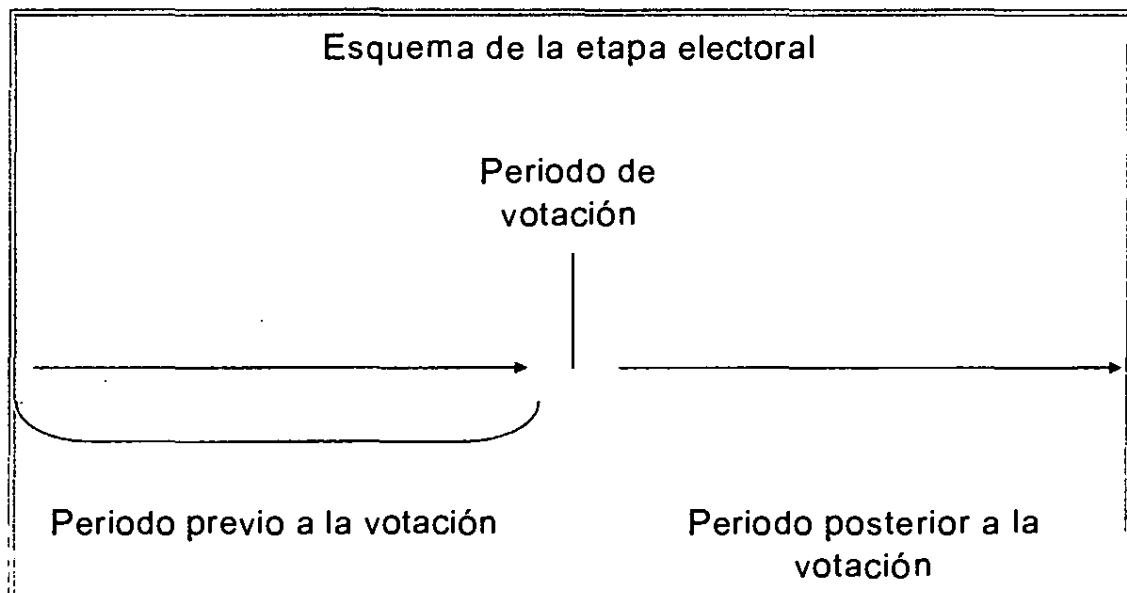 Esquema de la etapa electoral
Periodo de
votación
Periodo previo a la votación
Periodo posterior a la
votación